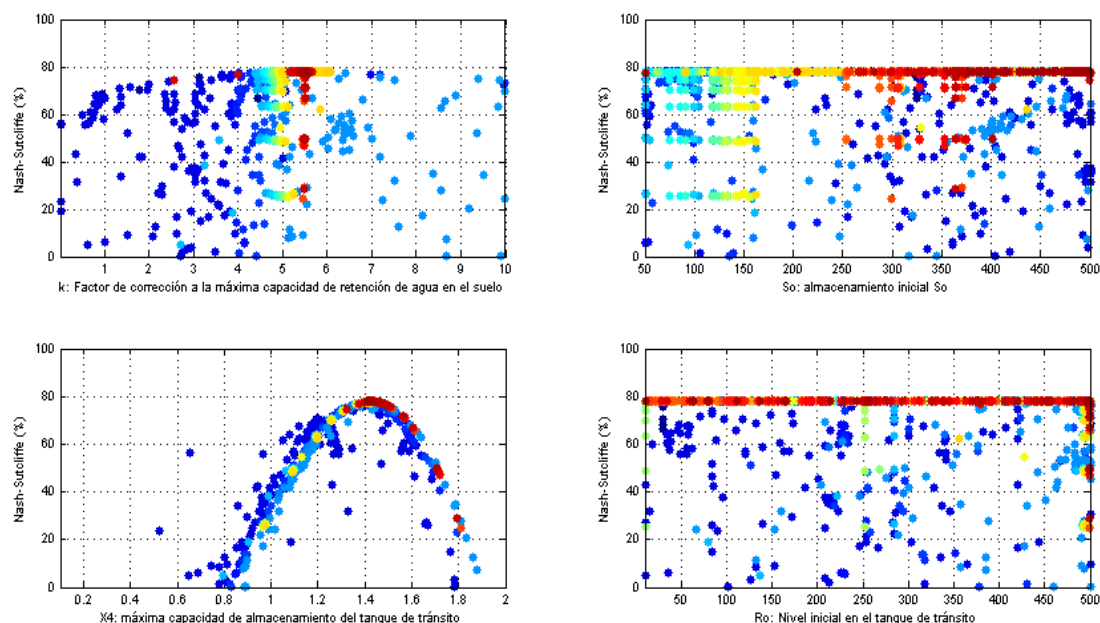 100
80
60
40
20
0
Nash-Sutcliffe (%)
1 2 3 4 5 6 7 8 9 10
k: Factor de corrección a la máxima capacidad de retención de agua en el suelo
100
80
60
40
20
0
Nash-Sutcliffe (%)
50 100 150 200 250 300 350 400 450 500
So: almacenamiento inicial So
100
80
60
40
20
0
Nash-Sutcliffe (%)
0.2 0.4 0.6 0.8 1 1.2 1.4 1.6 1.8 2
X4: máxima capacidad de almacenamiento del tanque de tránsito
100
80
60
40
20
0
Nash-Sutcliffe (%)
50 100 150 200 250 300 350 400 450 500
Ro: Nivel inicial en el tanque de tránsito